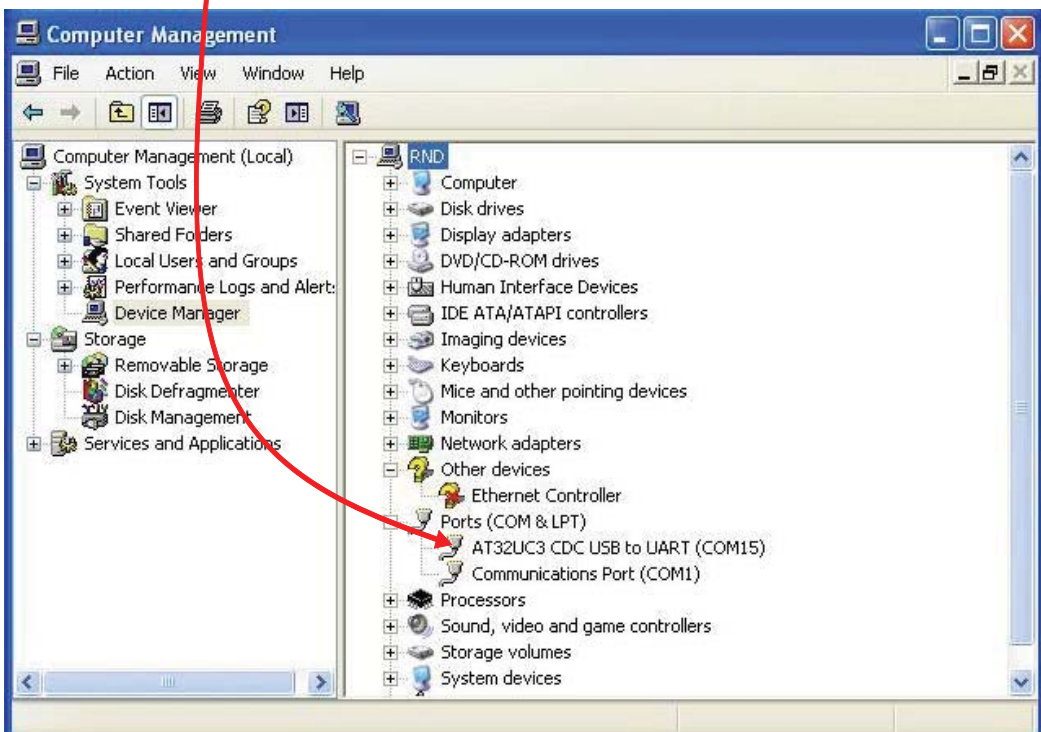 Computer Management
File Action View Window Help
Computer Management (Local)
System Tools
Event Viewer
Shared Folders
Local Users and Groups
Performance Logs and Alert:
Device Manager
Storage
Removable Storage
Disk Defragmenter
Disk Management
Services and Applications
RND
Computer
Disk drives
Display adapters
DVD/CD-ROM drives
Human Interface Devices
IDE ATA/ATAPI controllers
Imaging devices
Keyboards
Mice and other pointing devices
Monitors
Network adapters
Other devices
Ethernet Controller
Ports (COM & LPT)
AT32UC3 CDC USB to UART (COM15)
Communications Port (COM1)
Processors
Sound, video and game controllers
Storage volumes
System devices